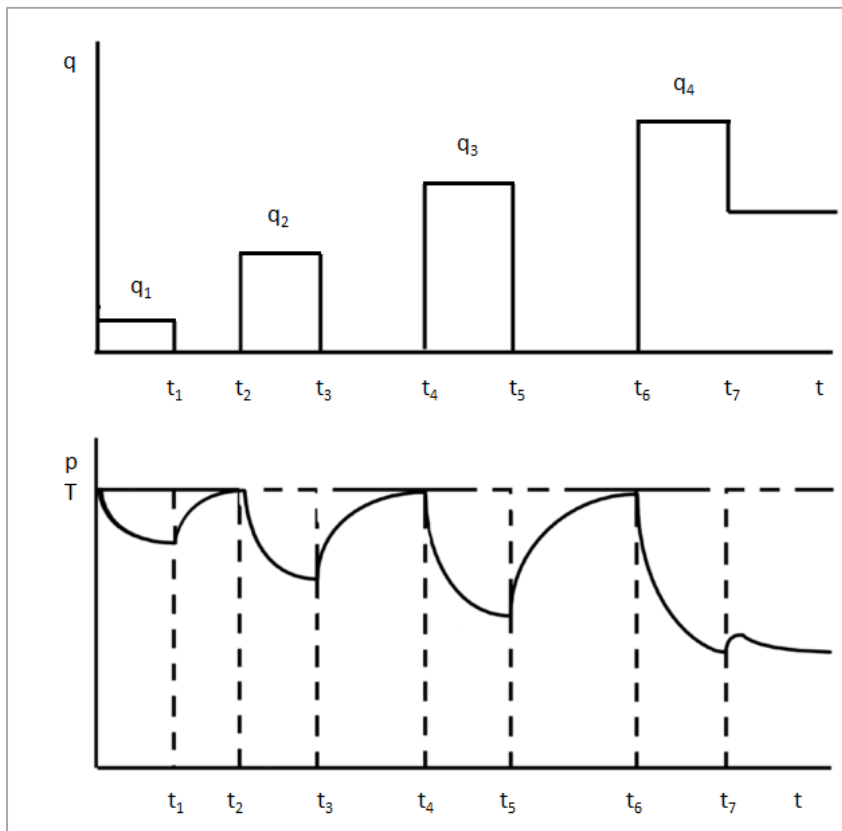 q
q₄
q₃
q₂
q₁
t₁ t₂ t₃ t₄ t₅ t₆ t₇ t
p
T
t₁ t₂ t₃ t₄ t₅ t₆ t₇ t